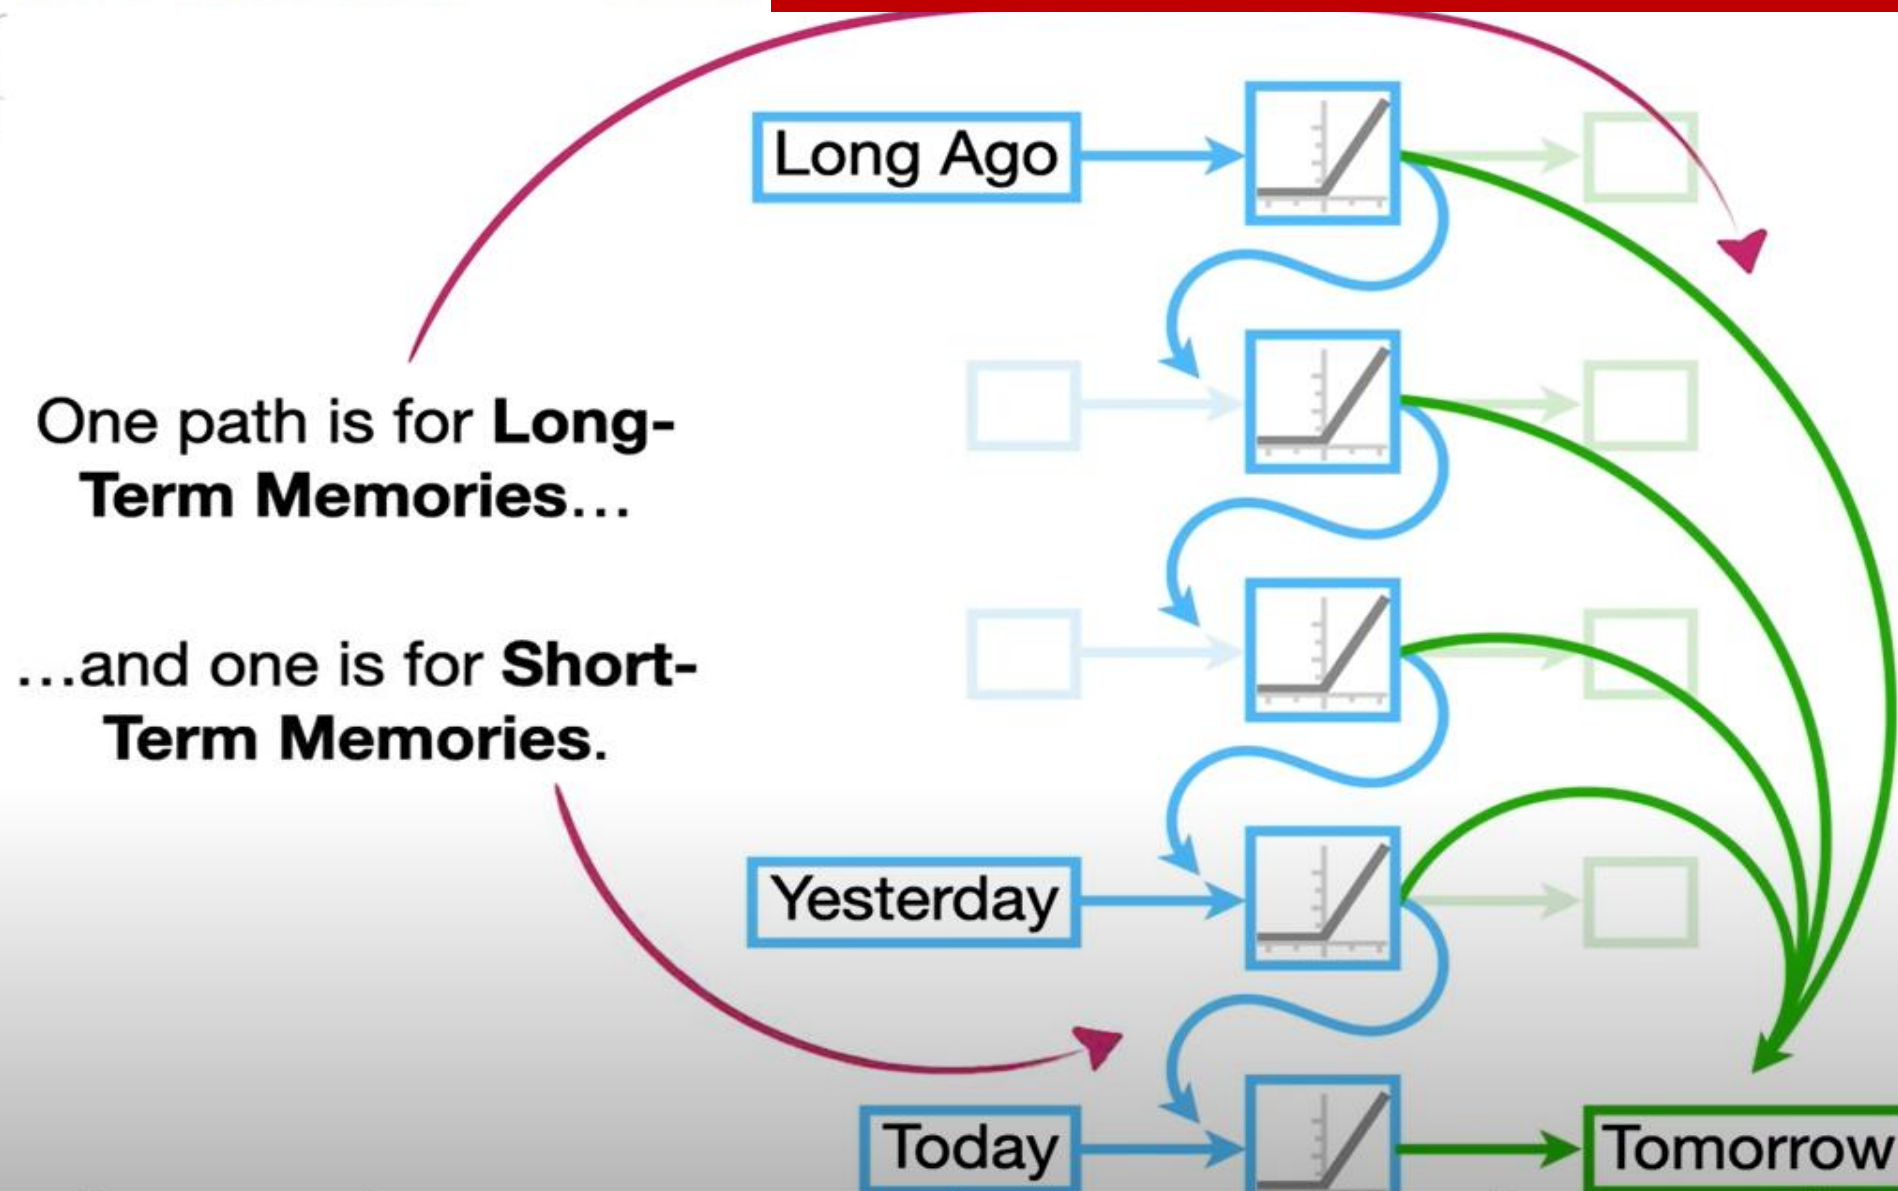 Long Ago
One path is for Long-
Term Memories...
...and one is for Short-
Term Memories.
Yesterday
Today
Tomorrow